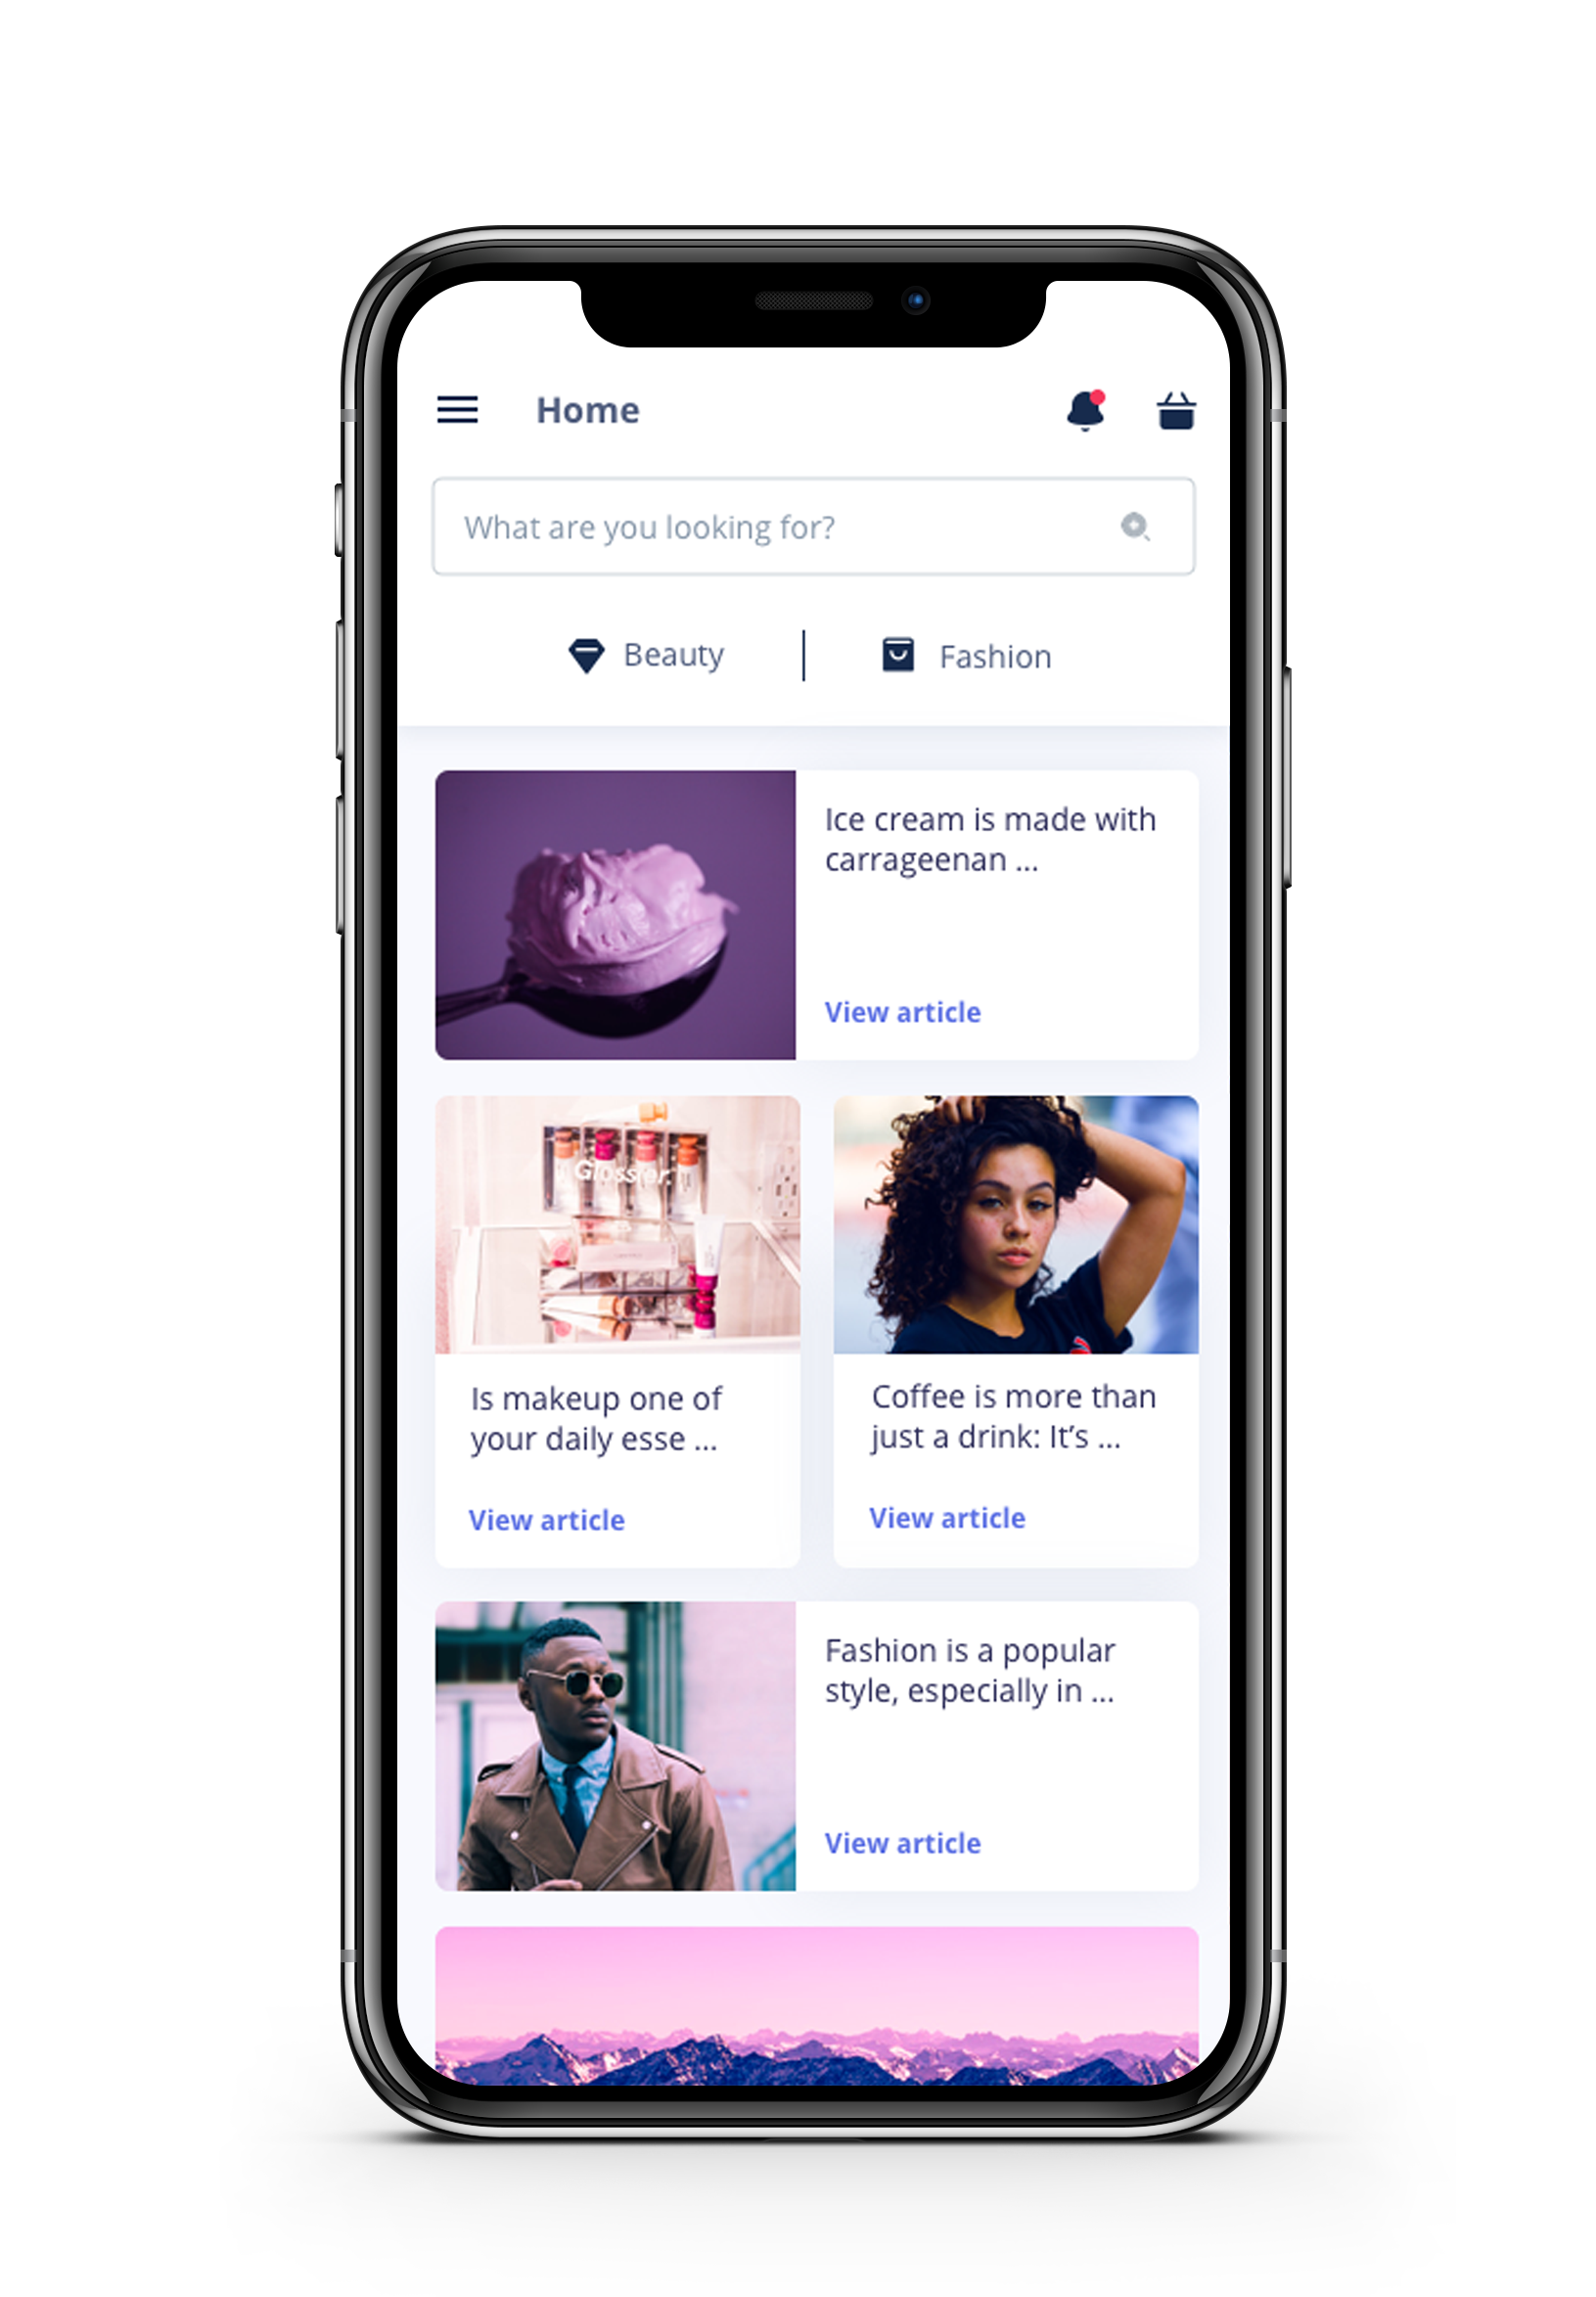 Home
What are you looking for?
Beauty
Fashion
Ice cream is made with
carrageenan ...
View article
Glossier.
Is makeup one of
your daily esse ...
View article
Coffee is more than
just a drink: It’s ...
View article
Fashion is a popular
style, especially in ...
View article